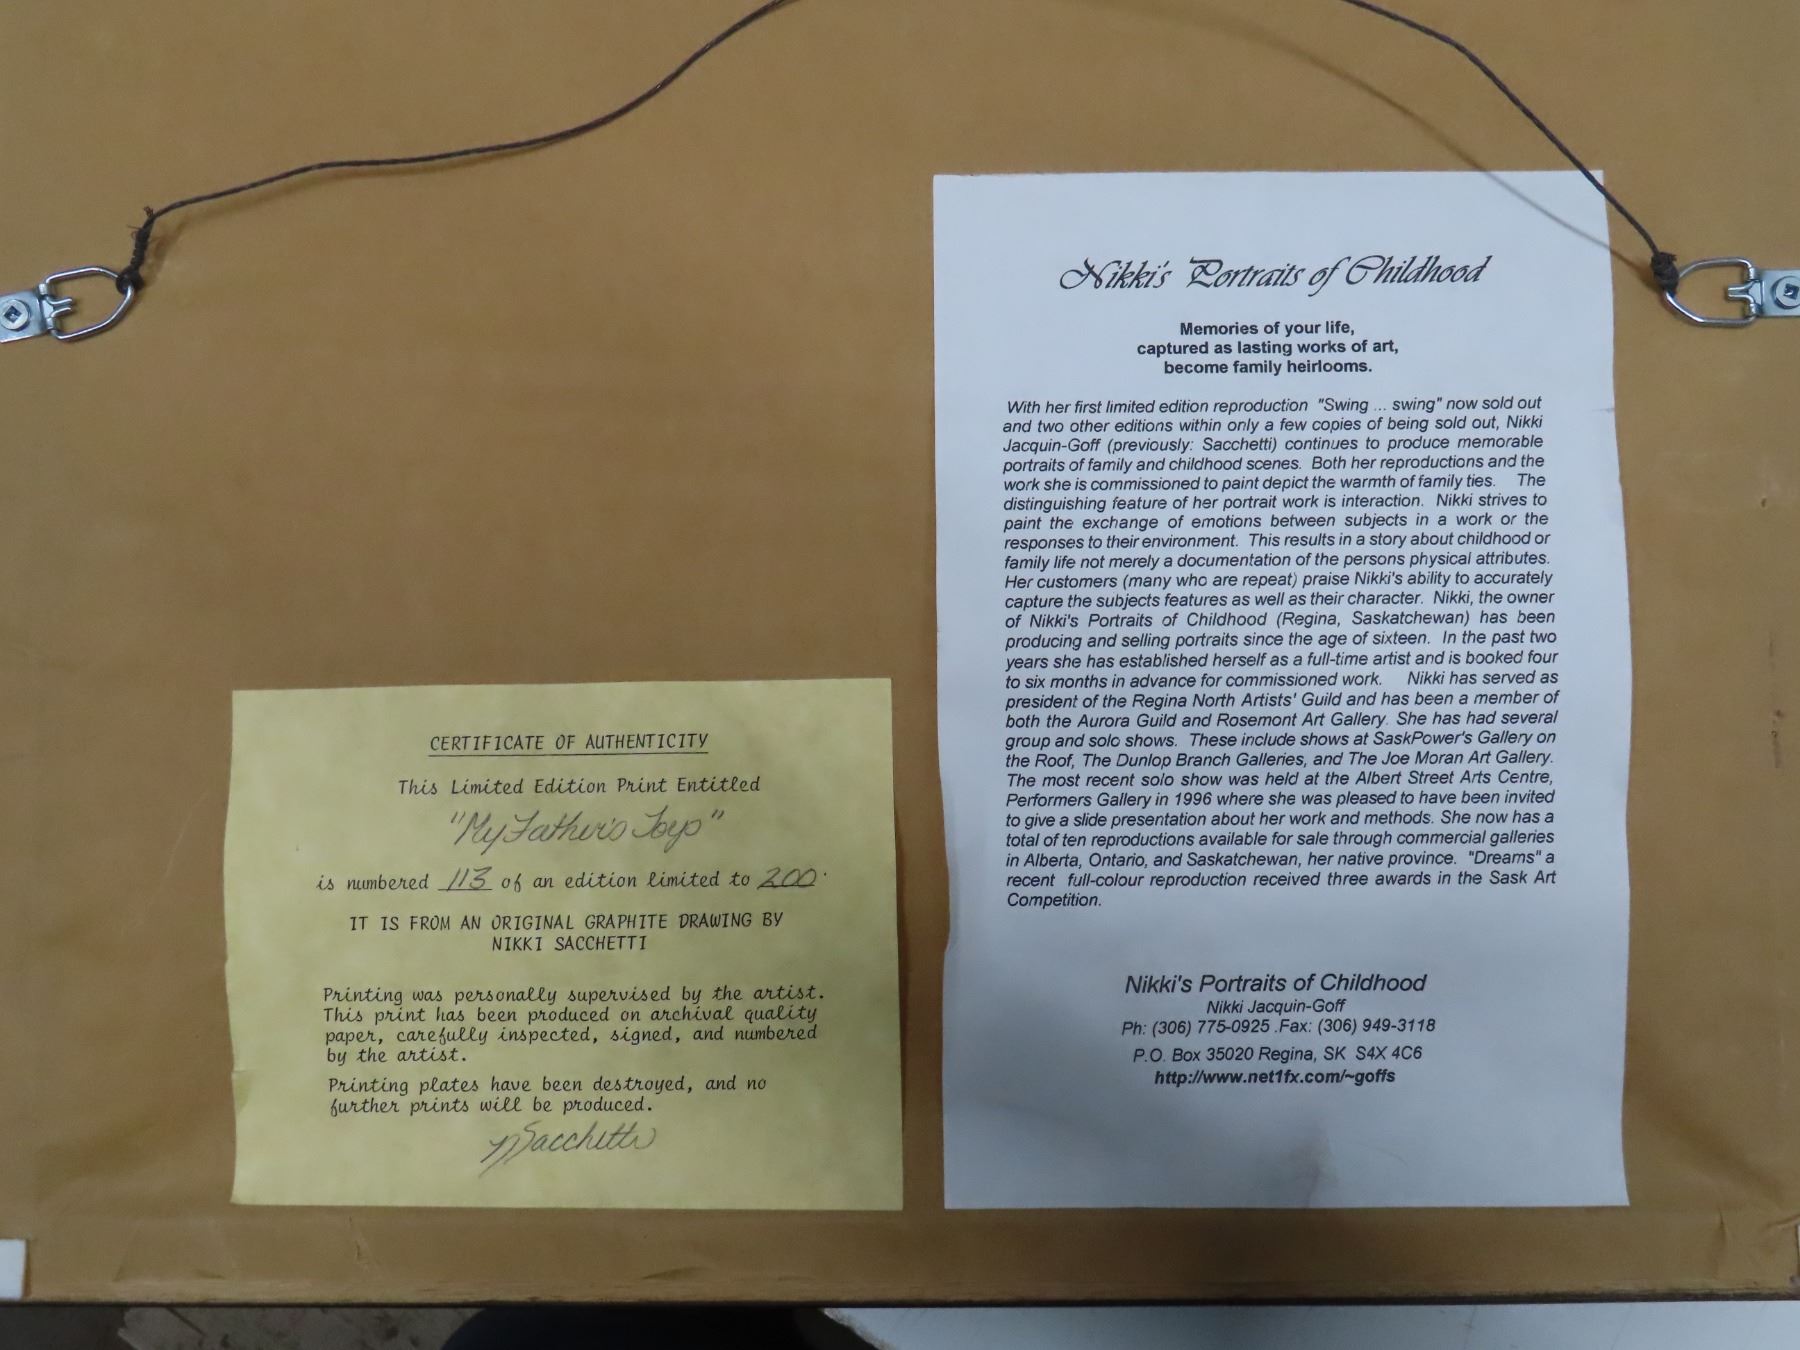 CERTIFICATE OF AUTHENTICITY
This Limited Edition Print Entitled
"My Father's Toys"
is numbered 113 of an edition limited to 200.
IT IS FROM AN ORIGINAL GRAPHITE DRAWING BY
NIKKI SACCHETTI
Printing was personally supervised by the artist.
This print has been produced on archival quality
paper, carefully inspected, signed, and numbered
by the artist.
Printing plates have been destroyed, and no
further prints will be produced.
NSacchetti
Nikki's Portraits of Childhood
Memories of your life,
captured as lasting works of art,
become family heirlooms.
With her first limited edition reproduction "Swing ... swing" now sold out
and two other editions within only a few copies of being sold out, Nikki
Jacquin-Goff (previously: Sacchetti) continues to produce memorable
portraits of family and childhood scenes. Both her reproductions and the
work she is commissioned to paint depict the warmth of family ties. The
distinguishing feature of her portrait work is interaction. Nikki strives to
paint the exchange of emotions between subjects in a work or the
responses to their environment. This results in a story about childhood or
family life not merely a documentation of the persons physical attributes.
Her customers (many who are repeat) praise Nikki's ability to accurately
capture the subjects features as well as their character. Nikki, the owner
of Nikki's Portraits of Childhood (Regina, Saskatchewan) has been
producing and selling portraits since the age of sixteen. In the past two
years she has established herself as a full-time artist and is booked four
to six months in advance for commissioned work. Nikki has served as
president of the Regina North Artists' Guild and has been a member of
both the Aurora Guild and Rosemont Art Gallery. She has had several
group and solo shows. These include shows at SaskPower's Gallery on
the Roof, The Dunlop Branch Galleries, and The Joe Moran Art Gallery.
The most recent solo show was held at the Albert Street Arts Centre,
Performers Gallery in 1996 where she was pleased to have been invited
to give a slide presentation about her work and methods. She now has a
total of ten reproductions available for sale through commercial galleries
in Alberta, Ontario, and Saskatchewan, her native province. "Dreams" a
recent full-colour reproduction received three awards in the Sask Art
Competition.
Nikki's Portraits of Childhood
Nikki Jacquin-Goff
Ph: (306) 775-0925 .Fax: (306) 949-3118
P.O. Box 35020 Regina, SK S4X 4C6
http://www.net1fx.com/~goffs